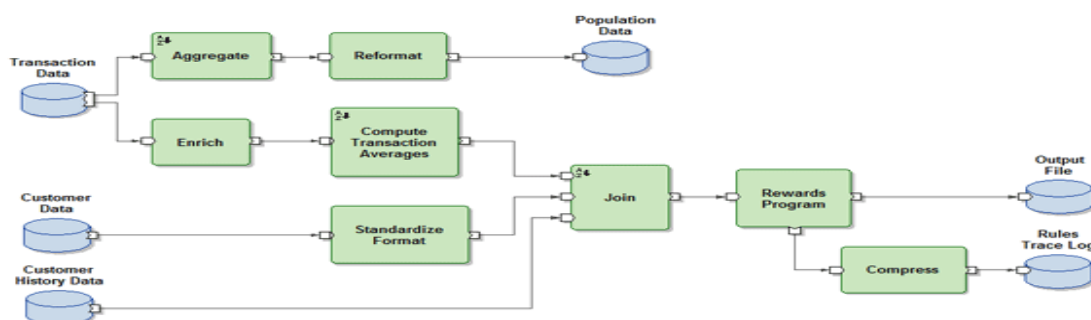 Population
Data
Transaction
Data
Aggregate
Reformat
Enrich
Compute
Transaction
Averages
Customer
Data
Standardize
Format
Join
Rewards
Program
Output
File
Customer
History Data
Compress
Rules
Trace Log